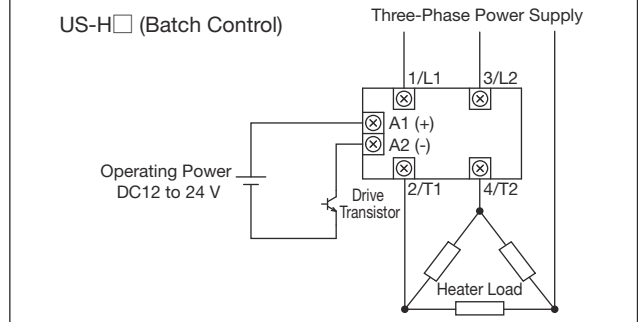 US-H□ (Batch Control)
Three-Phase Power Supply
1/L1
3/L2
A1 (+)
A2 (-)
Operating Power
DC12 to 24 V
Drive
Transistor
2/T1
4/T2
Heater Load